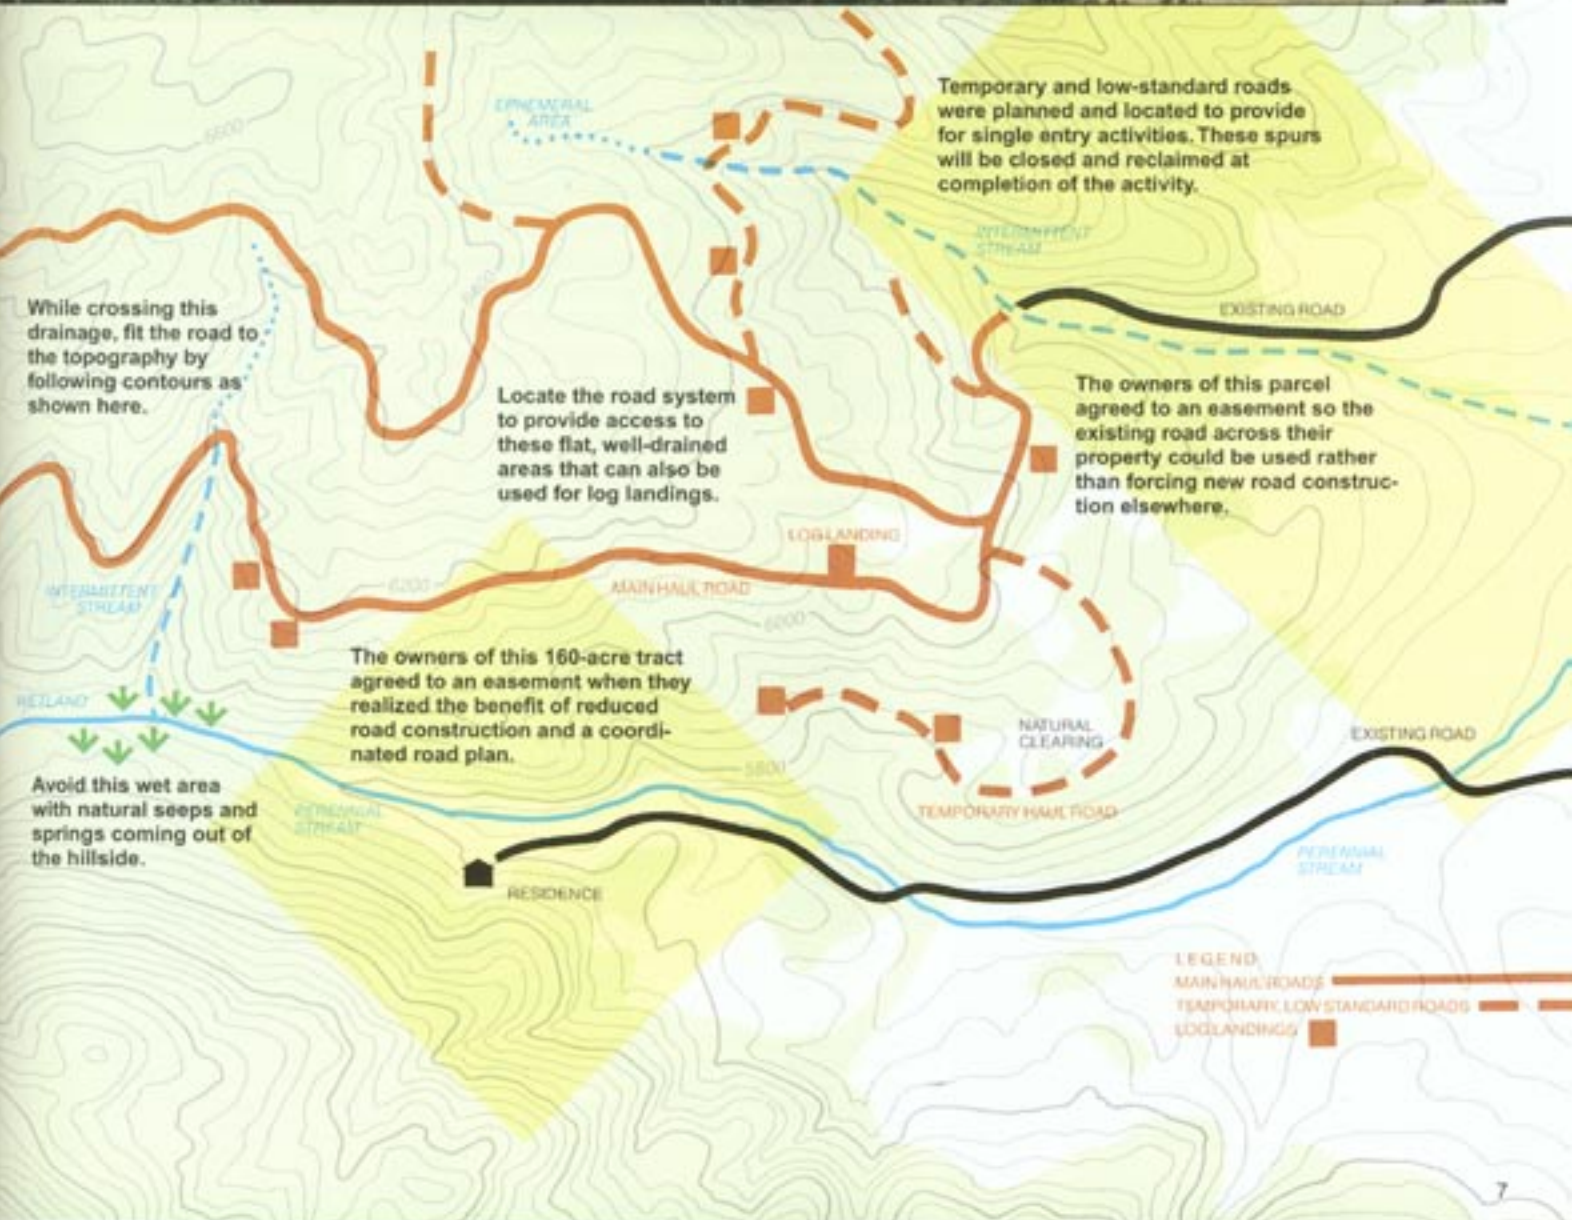 EPHEMERAL
AREA
6600
Temporary and low-standard roads
were planned and located to provide
for single entry activities. These spurs
will be closed and reclaimed at
completion of the activity.
INTERMITTENT
STREAM
EXISTING ROAD
While crossing this
drainage, fit the road to
the topography by
following contours as
shown here.
Locate the road system
to provide access to
these flat, well-drained
areas that can also be
used for log landings.
The owners of this parcel
agreed to an easement so the
existing road across their
property could be used rather
than forcing new road construc-
tion elsewhere.
LOG LANDING
MAIN HAUL ROAD
6200
6000
INTERMITTENT
STREAM
WETLAND
The owners of this 160-acre tract
agreed to an easement when they
realized the benefit of reduced
road construction and a coordi-
nated road plan.
NATURAL
CLEARING
EXISTING ROAD
5800
TEMPORARY HAUL ROAD
Avoid this wet area
with natural seeps and
springs coming out of
the hillside.
PERENNIAL
STREAM
RESIDENCE
PERENNIAL
STREAM
LEGEND
MAIN HAUL ROADS
TEMPORARY, LOW STANDARD ROADS
LOG LANDINGS
7